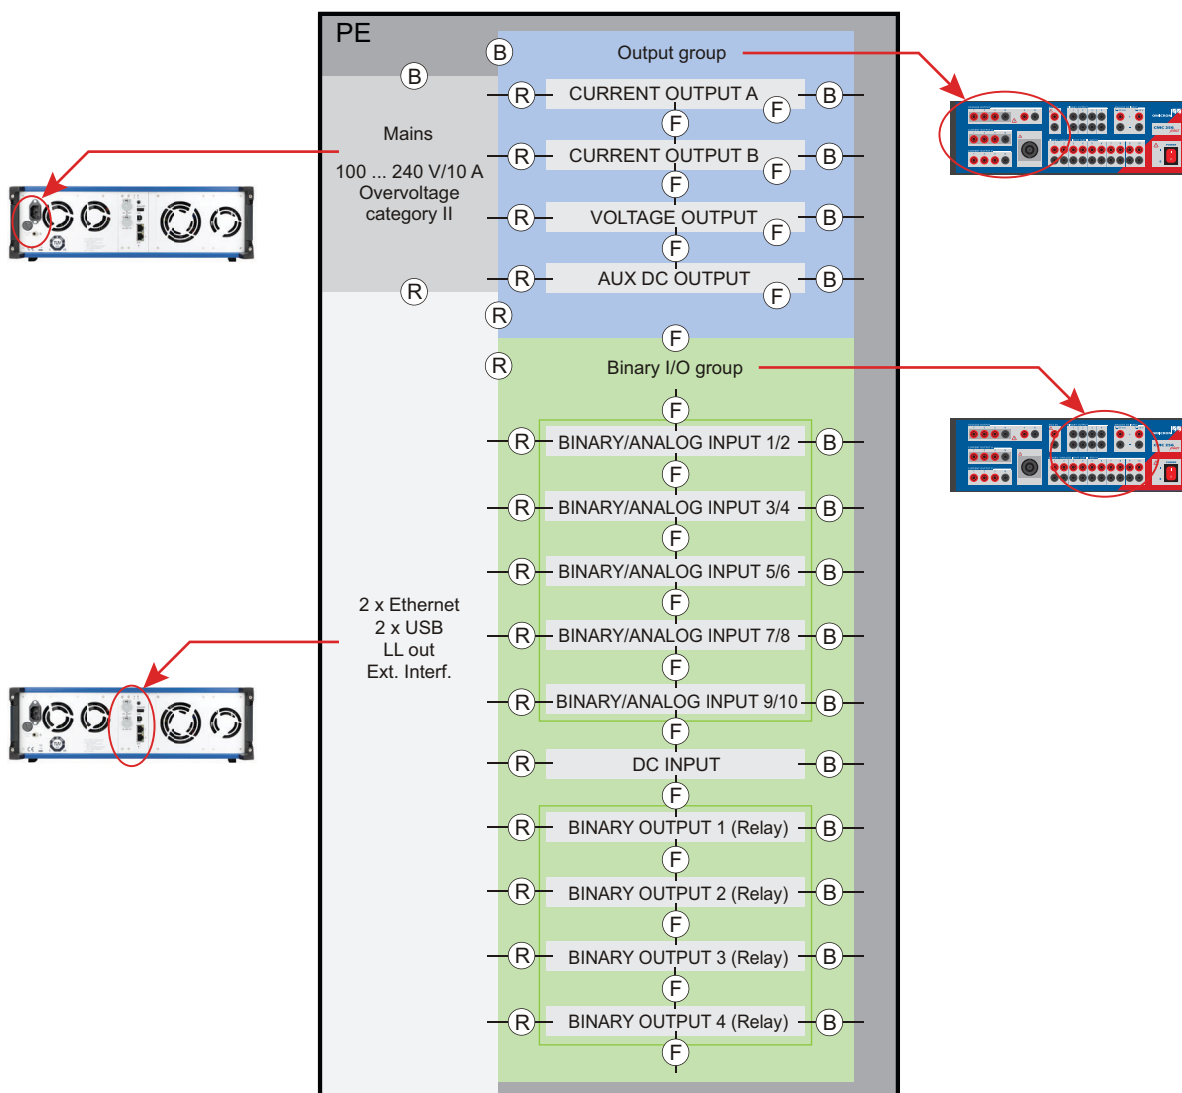 PE
B
Output group
B
R
CURRENT OUTPUT A
B
F
F
Mains
R
CURRENT OUTPUT B
B
F
F
100 ... 240 V/10 A
Overvoltage
category II
R
VOLTAGE OUTPUT
B
F
F
R
AUX DC OUTPUT
B
F
R
R
F
R
Binary I/O group
F
R
BINARY/ANALOG INPUT 1/2
B
F
R
BINARY/ANALOG INPUT 3/4
B
F
R
BINARY/ANALOG INPUT 5/6
B
F
2 x Ethernet
2 x USB
LL out
Ext. Interf.
R
BINARY/ANALOG INPUT 7/8
B
F
R
BINARY/ANALOG INPUT 9/10
B
F
R
DC INPUT
B
F
R
BINARY OUTPUT 1 (Relay)
B
F
R
BINARY OUTPUT 2 (Relay)
B
F
R
BINARY OUTPUT 3 (Relay)
B
F
R
BINARY OUTPUT 4 (Relay)
B
F